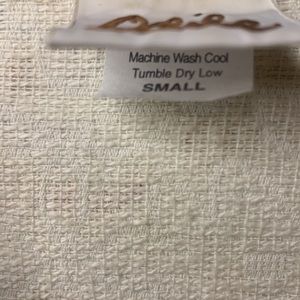 Machine Wash Cool
Tumble Dry Low
SMALL